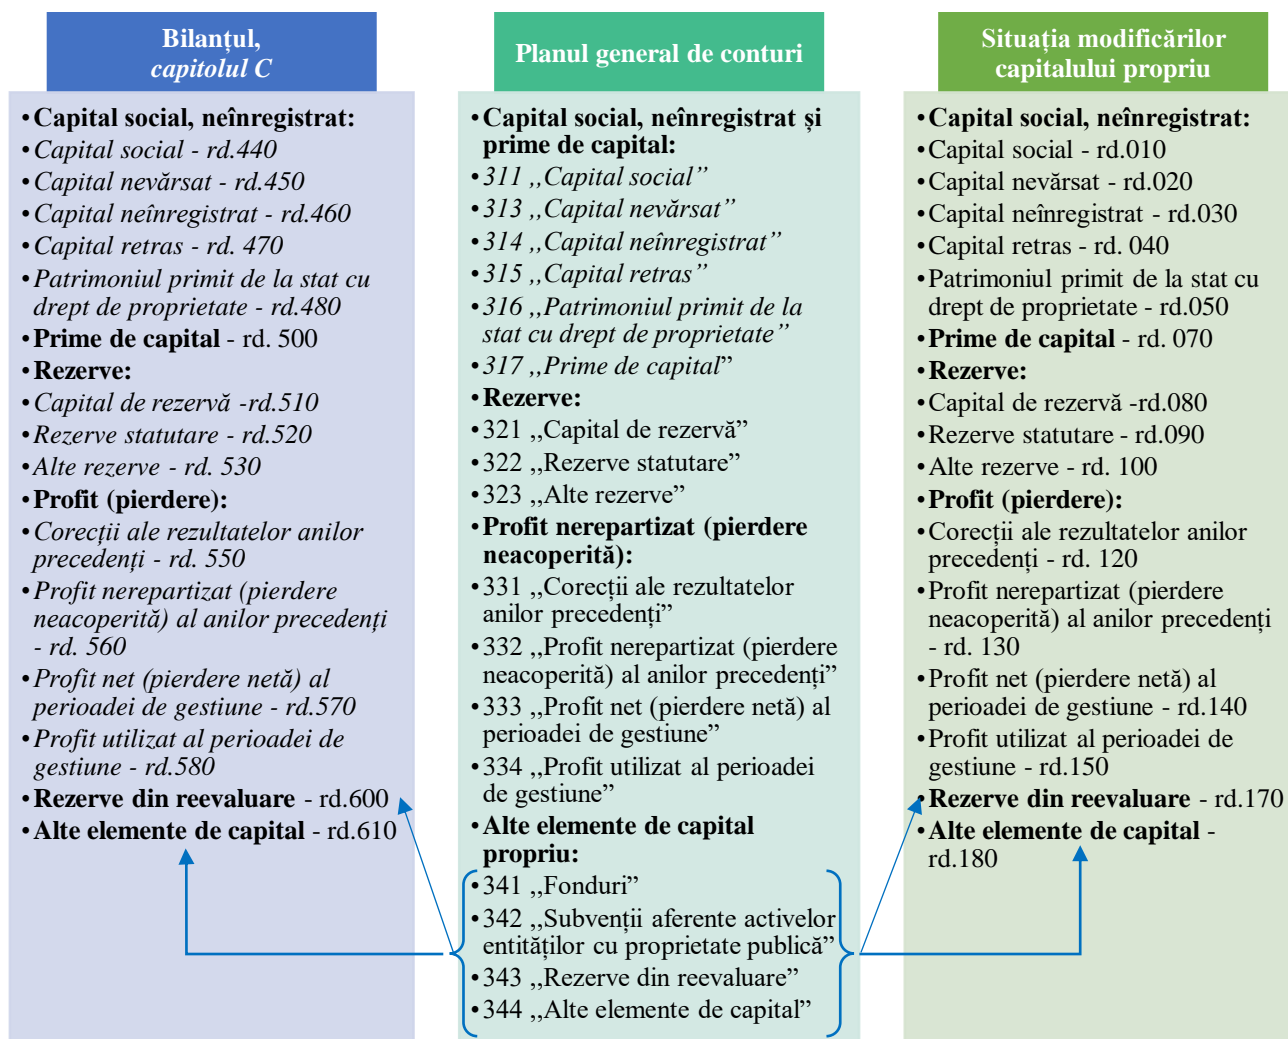 Bilanțul,
capitolul C
•Capital social, neînregistrat:
•Capital social - rd.440
•Capital nevărsat - rd.450
•Capital neînregistrat - rd.460
•Capital retras - rd. 470
•Patrimoniul primit de la stat cu
drept de proprietate - rd.480
•Prime de capital - rd. 500
•Rezerve:
•Capital de rezervă -rd.510
•Rezerve statutare - rd.520
•Alte rezerve - rd. 530
•Profit (pierdere):
•Corecții ale rezultatelor anilor
precedenți - rd. 550
•Profit nerepartizat (pierdere
neacoperită) al anilor precedenți
- rd. 560
•Profit net (pierdere netă) al
perioadei de gestiune - rd.570
•Profit utilizat al perioadei de
gestiune - rd.580
•Rezerve din reevaluare - rd.600
•Alte elemente de capital - rd.610
Planul general de conturi
•Capital social, neînregistrat și
prime de capital:
•311 ,,Capital social”
•313 ,,Capital nevărsat”
•314 ,,Capital neînregistrat”
•315 ,,Capital retras”
•316 ,,Patrimoniul primit de la
stat cu drept de proprietate”
•317 ,,Prime de capital”
•Rezerve:
•321 ,,Capital de rezervă”
•322 ,,Rezerve statutare”
•323 ,,Alte rezerve”
•Profit nerepartizat (pierdere
neacoperită):
•331 ,,Corecții ale rezultatelor
anilor precedenți”
•332 ,,Profit nerepartizat (pierdere
neacoperită) al anilor precedenți”
•333 ,,Profit net (pierdere netă) al
perioadei de gestiune”
•334 ,,Profit utilizat al perioadei
de gestiune”
•Alte elemente de capital
propriu:
•341 ,,Fonduri”
•342 ,,Subvenții aferente activelor
entităților cu proprietate publică”
•343 ,,Rezerve din reevaluare”
•344 ,,Alte elemente de capital”
Situația modificărilor
capitalului propriu
•Capital social, neînregistrat:
•Capital social - rd.010
•Capital nevărsat - rd.020
•Capital neînregistrat - rd.030
•Capital retras - rd. 040
•Patrimoniul primit de la stat cu
drept de proprietate - rd.050
•Prime de capital - rd. 070
•Rezerve:
•Capital de rezervă -rd.080
•Rezerve statutare - rd.090
•Alte rezerve - rd. 100
•Profit (pierdere):
•Corecții ale rezultatelor anilor
precedenți - rd. 120
•Profit nerepartizat (pierdere
neacoperită) al anilor precedenți
- rd. 130
•Profit net (pierdere netă) al
perioadei de gestiune - rd.140
•Profit utilizat al perioadei de
gestiune - rd.150
•Rezerve din reevaluare - rd.170
•Alte elemente de capital -
rd.180